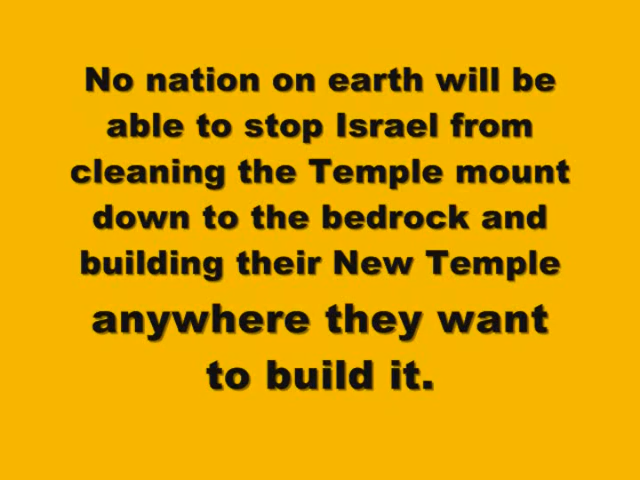 No nation on earth will be
able to stop Israel from
cleaning the Temple mount
down to the bedrock and
building their New Temple
anywhere they want
to build it.